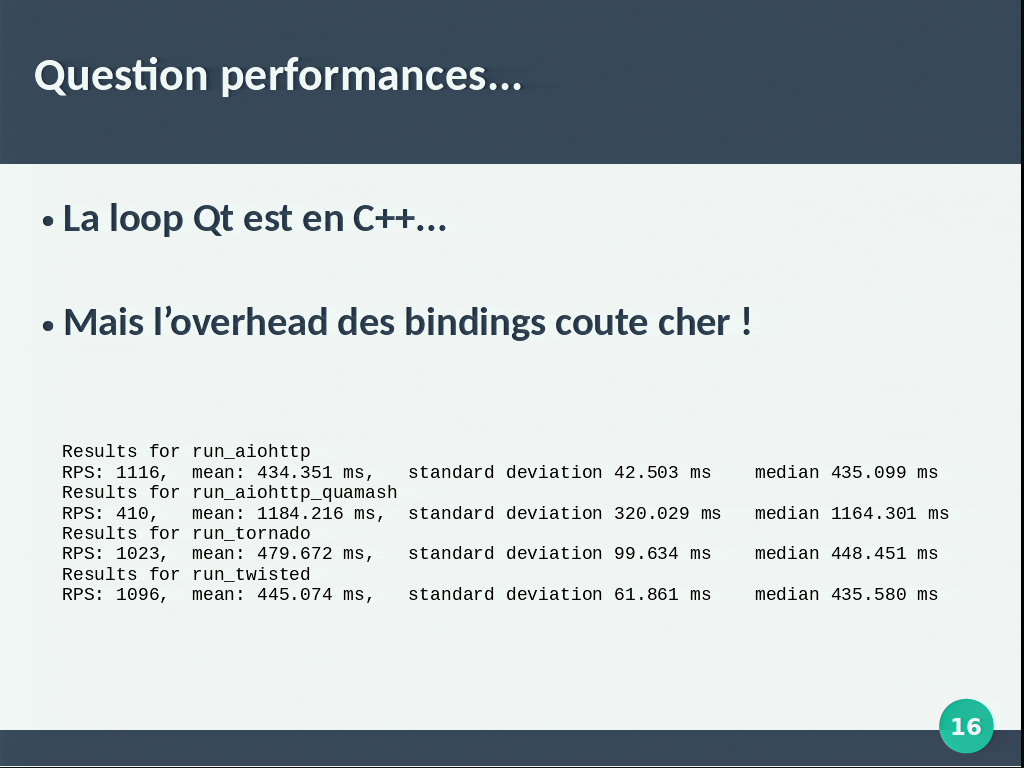 Question performances...
• La loop Qt est en C++...
• Mais l’overhead des bindings coute cher !
Results for run_aiohttp
RPS: 1116,  mean: 434.351 ms,   standard deviation 42.503 ms    median 435.099 ms
Results for run_aiohttp_quamash
RPS: 410,   mean: 1184.216 ms,  standard deviation 320.029 ms   median 1164.301 ms
Results for run_tornado
RPS: 1023,  mean: 479.672 ms,   standard deviation 99.634 ms    median 448.451 ms
Results for run_twisted
RPS: 1096,  mean: 445.074 ms,   standard deviation 61.861 ms    median 435.580 ms
16